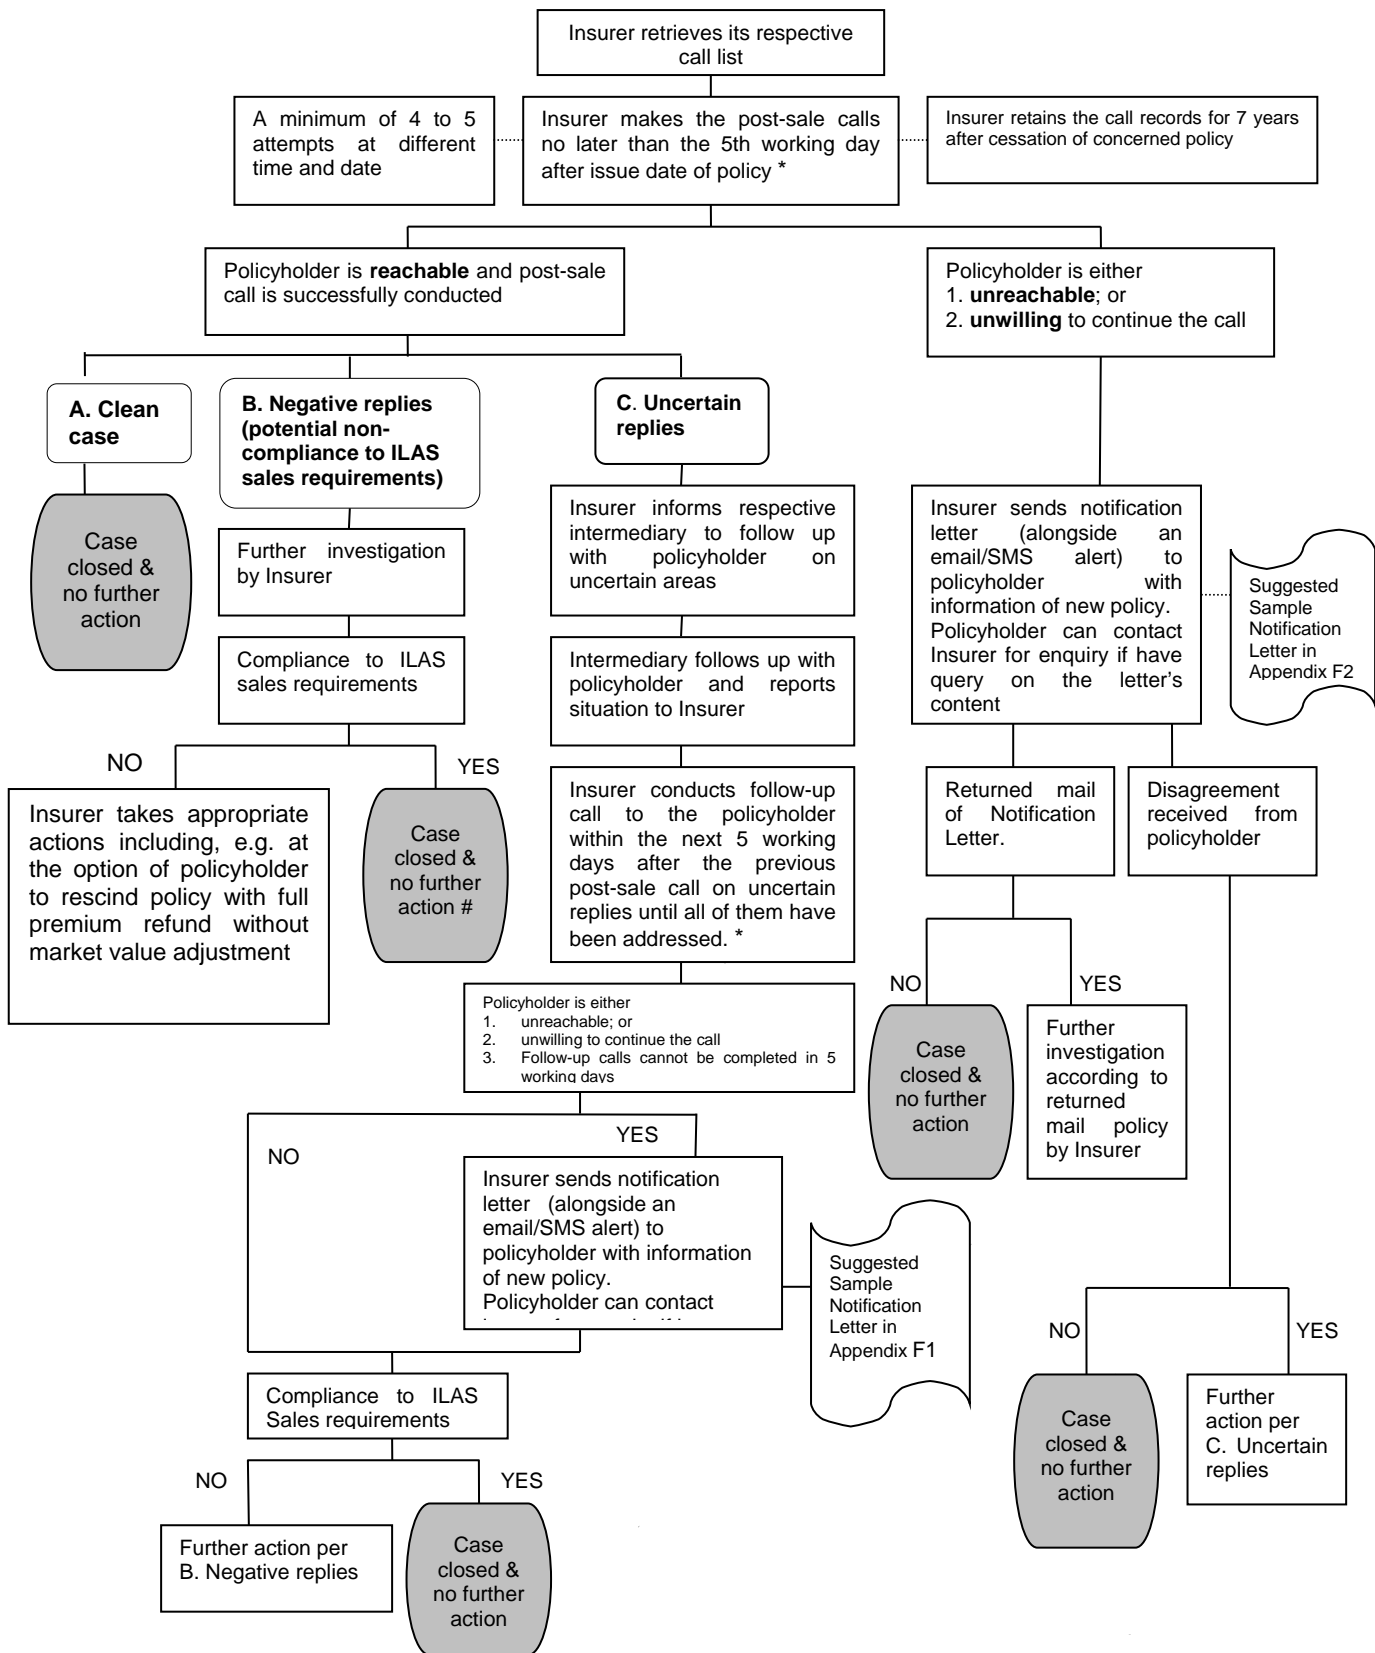 Insurer retrieves its respective
call list
A minimum of 4 to 5
attempts at different
time and date
Insurer makes the post-sale calls
no later than the 5th working day
after issue date of policy *
Insurer retains the call records for 7 years
after cessation of concerned policy
Policyholder is reachable and post-sale
call is successfully conducted
Policyholder is either
1. unreachable; or
2. unwilling to continue the call
A. Clean
case
B. Negative replies
(potential non-
compliance to ILAS
sales requirements)
C. Uncertain
replies
Case
closed &
no further
action
Further investigation
by Insurer
Compliance to ILAS
sales requirements
NO
YES
Insurer takes appropriate
actions including, e.g. at
the option of policyholder
to rescind policy with full
premium refund without
market value adjustment
Case
closed &
no further
action #
Insurer informs respective
intermediary to follow up
with policyholder on
uncertain areas
Intermediary follows up with
policyholder and reports
situation to Insurer
Insurer conducts follow-up
call to the policyholder
within the next 5 working
days after the previous
post-sale call on uncertain
replies until all of them have
been addressed. *
Policyholder is either
1. unreachable; or
2. unwilling to continue the call
3. Follow-up calls cannot be completed in 5
working days
NO
YES
Insurer sends notification
letter (alongside an
email/SMS alert) to
policyholder with information
of new policy.
Policyholder can contact
Suggested
Sample
Notification
Letter in
Appendix F1
Compliance to ILAS
Sales requirements
NO
YES
Further action per
B. Negative replies
Case
closed &
no further
action
Insurer sends notification
letter (alongside an
email/SMS alert) to
policyholder with
information of new policy.
Policyholder can contact
Insurer for enquiry if have
query on the letter's
content
Suggested
Sample
Notification
Letter in
Appendix F2
Returned mail
of Notification
Letter.
Disagreement
received from
policyholder
NO
YES
Case
closed &
no further
action
Further
investigation
according to
returned
mail policy
by Insurer
NO
YES
Case
closed &
no further
action
Further
action per
C. Uncertain
replies